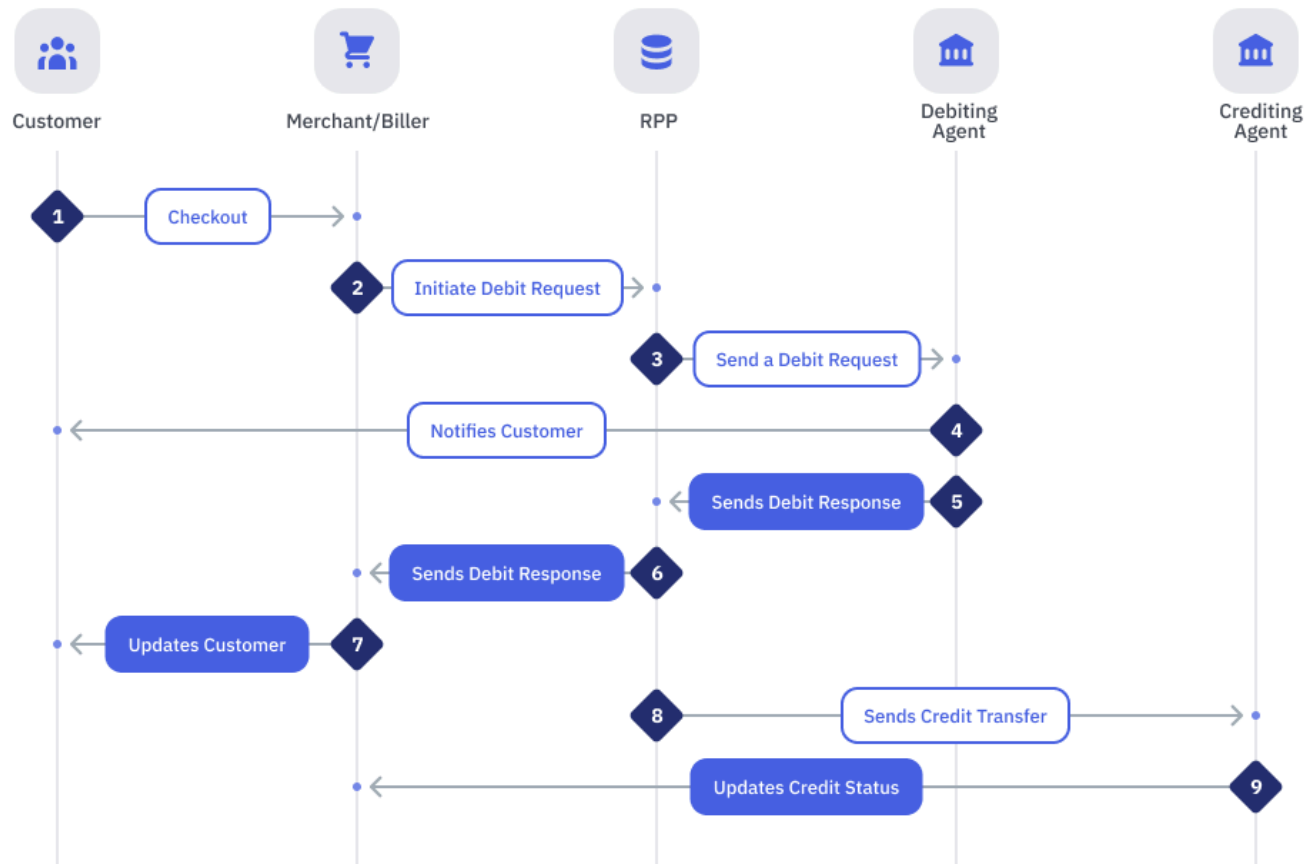 Customer
Merchant/Biller
RPP
Debiting
Agent
Crediting
Agent
1
Checkout
2
Initiate Debit Request
3
Send a Debit Request
Notifies Customer
4
Sends Debit Response
5
Sends Debit Response
6
Updates Customer
7
8
Sends Credit Transfer
Updates Credit Status
9